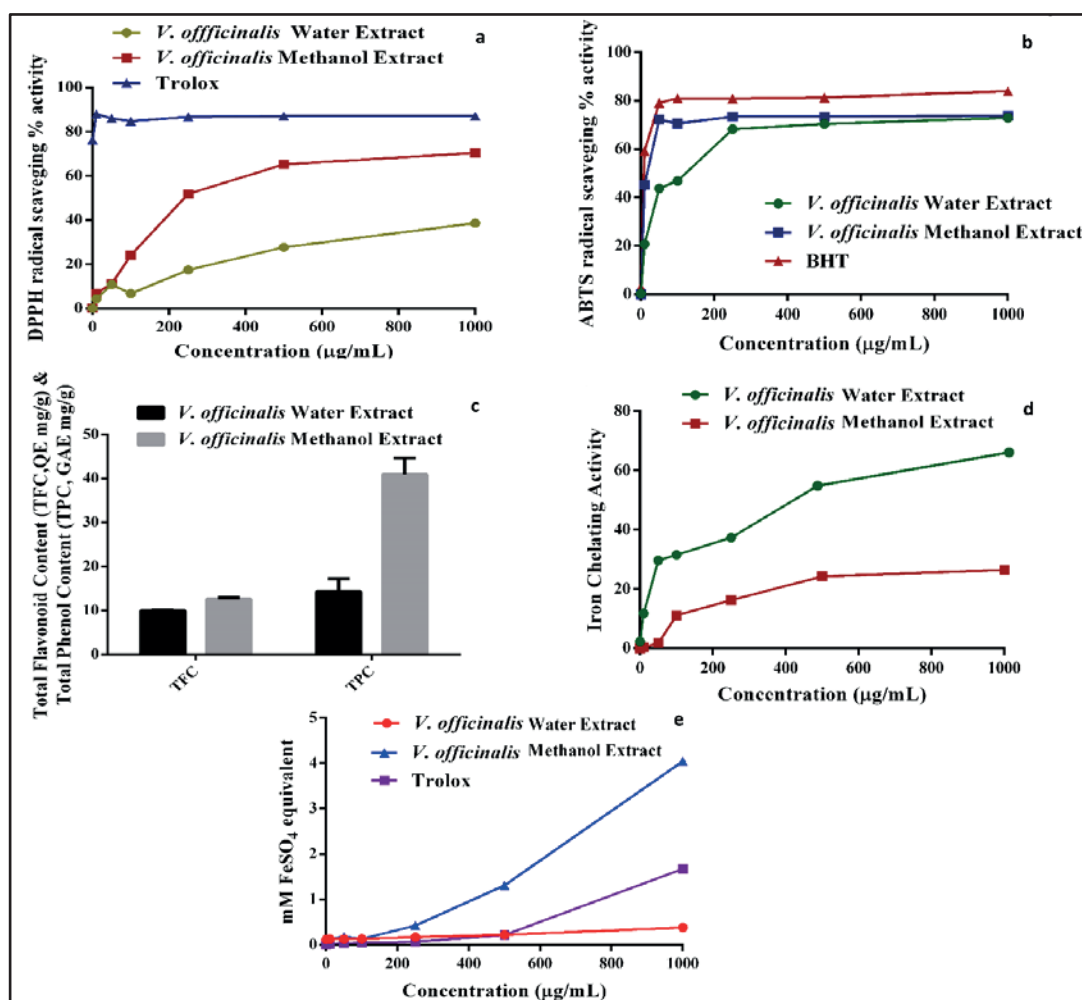 V. offficinalis Water Extract
V. officinalis Methanol Extract
Trolox
a
DPPH radical scaveging % activity
100
80
60
40
20
0
0 200 400 600 800 1000
Concentration (µg/mL)
b
ABTS radical scaveging % activity
100
80
60
40
20
0
V. officinalis Water Extract
V. officinalis Methanol Extract
BHT
0 200 400 600 800 1000
Concentration (µg/mL)
c
V. officinalis Water Extract
V. officinalis Methanol Extract
Total Flavonoid Content (TFC,QE mg/g) &
Total Phenol Content (TPC, GAE mg/g)
50
40
30
20
10
0
TFC
TPC
V. officinalis Water Extract
V. officinalis Methanol Extract
d
Iron Chelating Activity
80
60
40
20
0
0 200 400 600 800 1000
Concentration (µg/mL)
V. officinalis Water Extract
V. officinalis Methanol Extract
Trolox
e
mM FeSO4 equivalent
5
4
3
2
1
0
0 200 400 600 800 1000
Concentration (µg/mL)